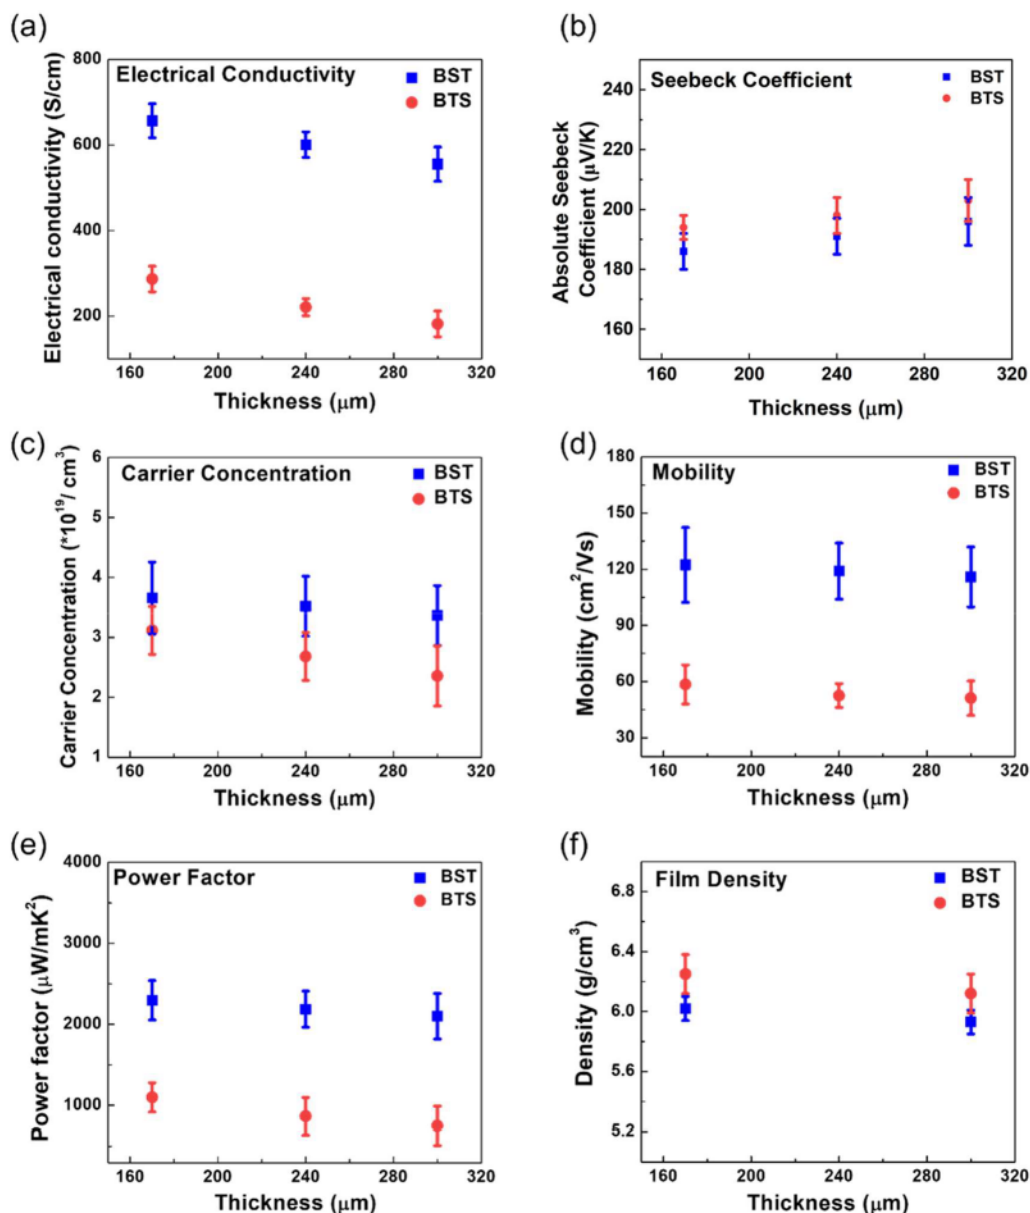 (a)
Electrical Conductivity
BST
BTS
Electrical conductivity (S/cm)
800
600
400
200
160
200
240
280
320
Thickness (μm)
(b)
Seebeck Coefficient
BST
BTS
Absolute Seebeck
Coefficient (μV/K)
240
220
200
180
160
160
200
240
280
320
Thickness (μm)
(c)
Carrier Concentration
BST
BTS
Carrier Concentration (*10¹⁹/ cm³)
6
5
4
3
2
1
160
200
240
280
320
Thickness (μm)
(d)
Mobility
BST
BTS
Mobility (cm²/Vs)
180
150
120
90
60
30
160
200
240
280
320
Thickness (μm)
(e)
Power Factor
BST
BTS
Power factor (μW/mK²)
4000
3000
2000
1000
160
200
240
280
320
Thickness (μm)
(f)
Film Density
BST
BTS
Density (g/cm³)
6.8
6.4
6.0
5.6
5.2
160
200
240
280
320
Thickness (μm)